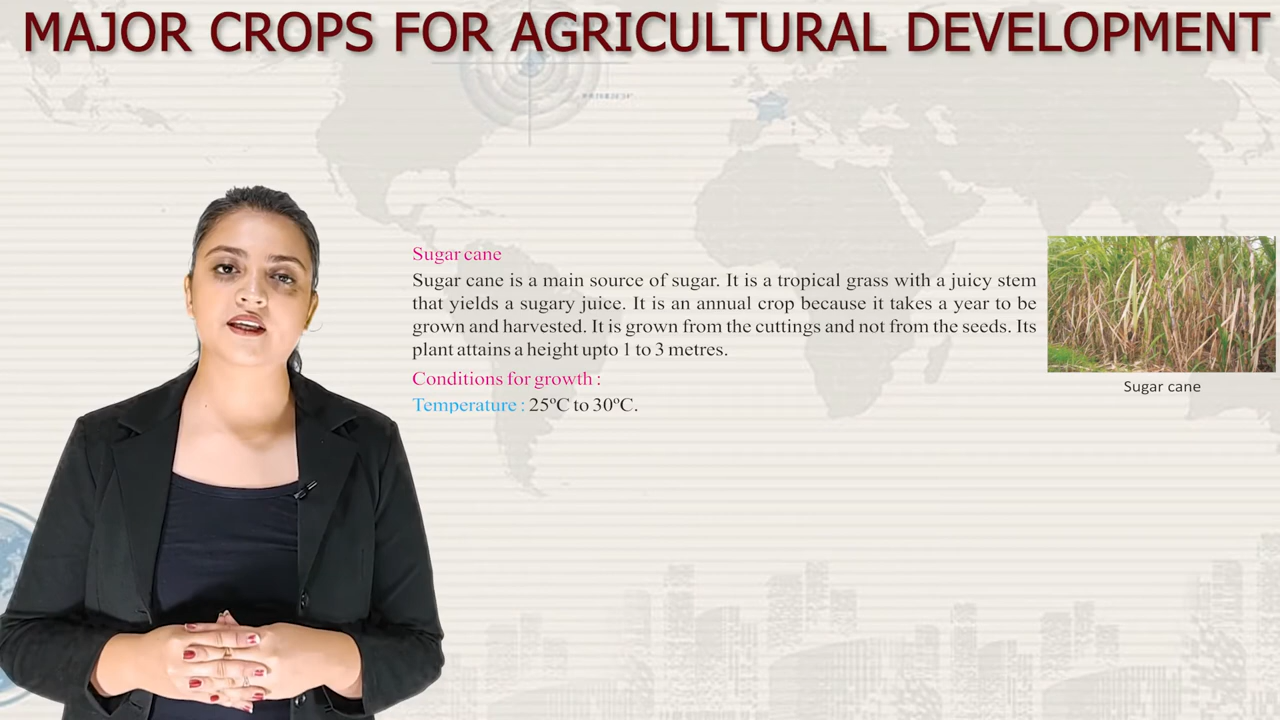 MAJOR CROPS FOR AGRICULTURAL DEVELOPMENT
Sugar cane
Sugar cane is a main source of sugar. It is a tropical grass with a juicy stem
that yields a sugary juice. It is an annual crop because it takes a year to be
grown and harvested. It is grown from the cuttings and not from the seeds. Its
plant attains a height upto 1 to 3 metres.
Conditions for growth :
Temperature : 25ºC to 30ºC.
Sugar cane